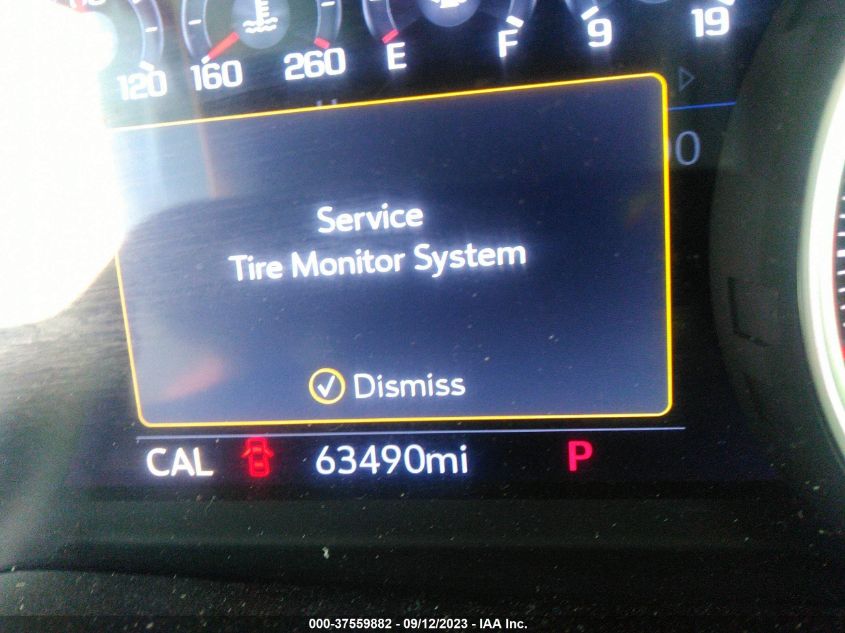 120 160 260 E F 9 19
Service
Tire Monitor System
Dismiss
CAL 63490mi P
000-37559882 - 09/12/2023 - IAA Inc.